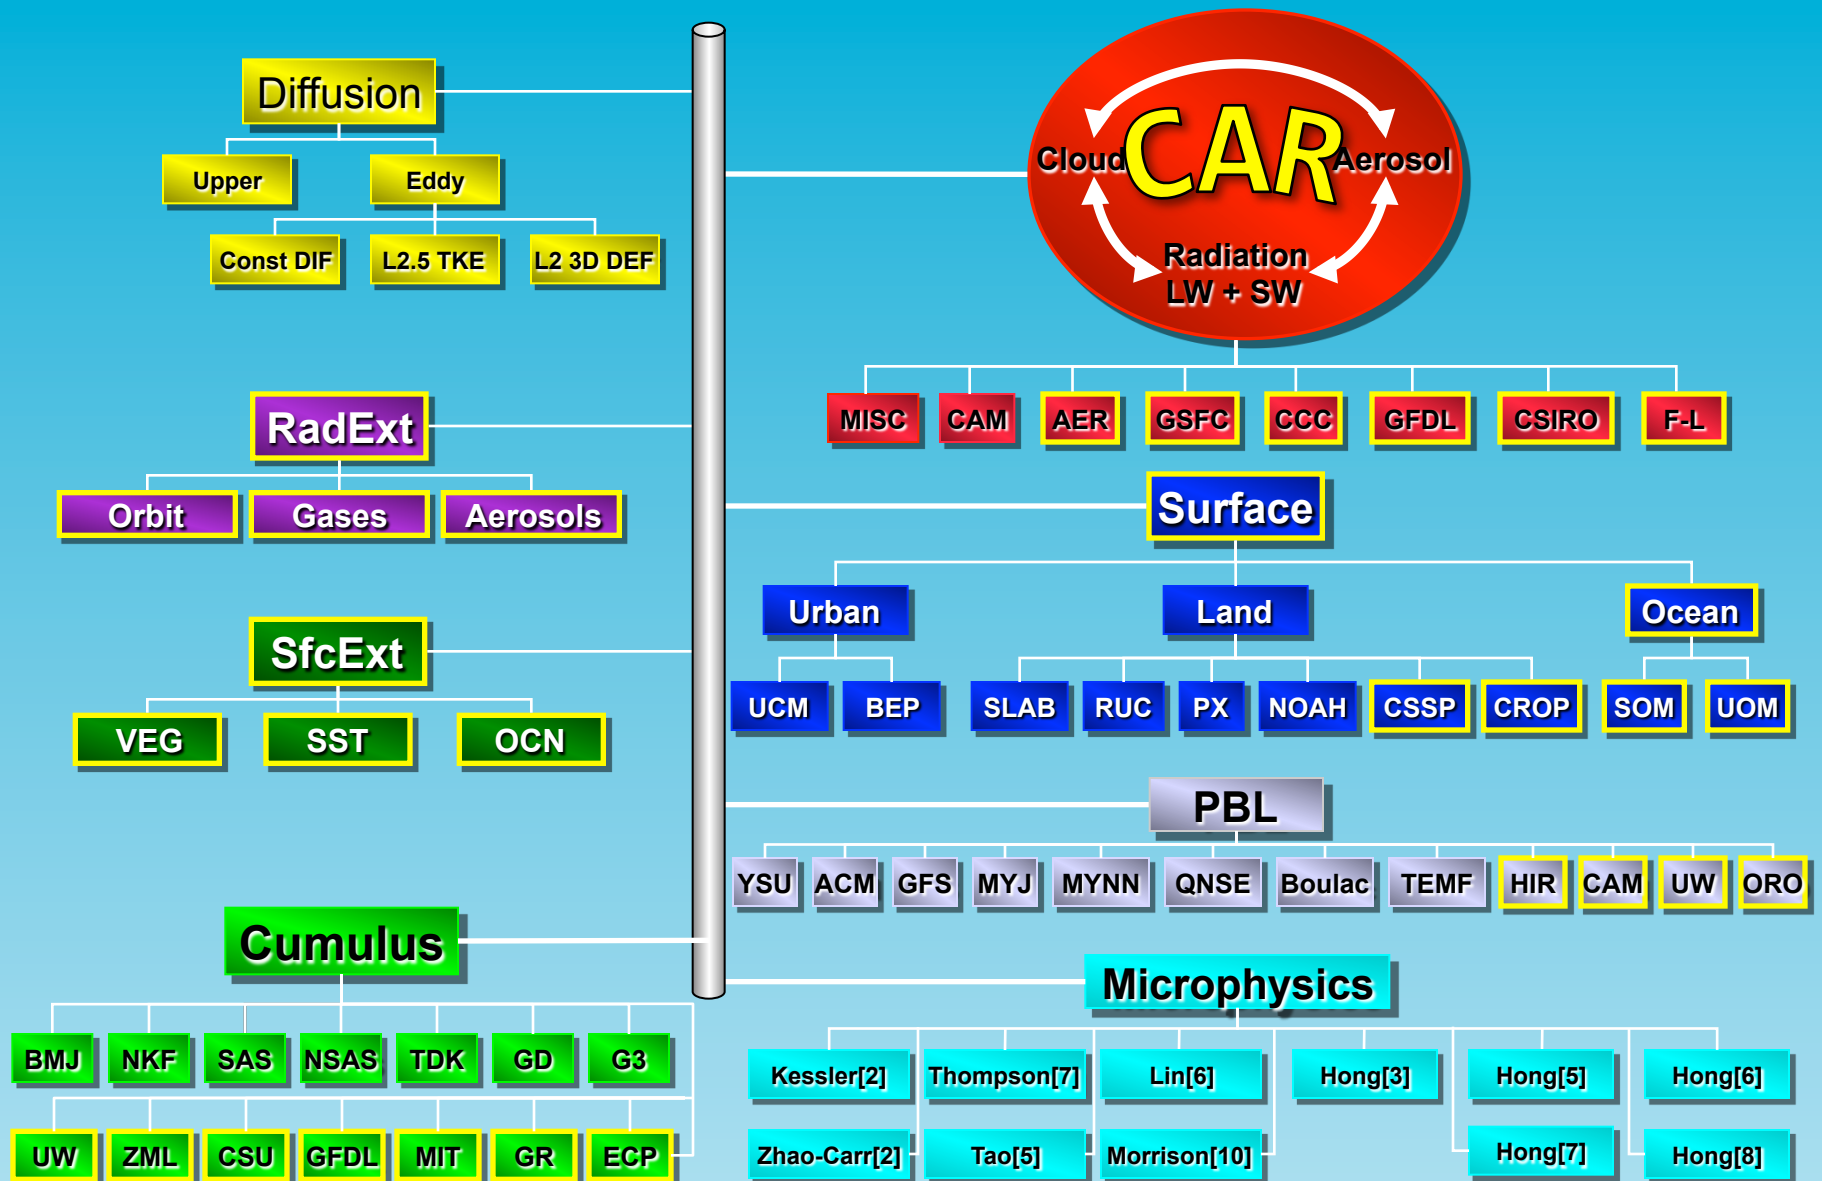 Diffusion
Upper
Eddy
Const DIF
L2.5 TKE
L2 3D DEF
CAR
Cloud
Aerosol
Radiation
LW + SW
MISC
CAM
AER
GSFC
CCC
GFDL
CSIRO
F-L
RadExt
Orbit
Gases
Aerosols
Surface
Urban
Land
Ocean
UCM
BEP
SLAB
RUC
PX
NOAH
CSSP
CROP
SOM
UOM
SfcExt
VEG
SST
OCN
PBL
YSU
ACM
GFS
MYJ
MYNN
QNSE
Boulac
TEMF
HIR
CAM
UW
ORO
Cumulus
BMJ
NKF
SAS
NSAS
TDK
GD
G3
UW
ZML
CSU
GFDL
MIT
GR
ECP
Microphysics
Kessler[2]
Thompson[7]
Lin[6]
Hong[3]
Hong[5]
Hong[6]
Zhao-Carr[2]
Tao[5]
Morrison[10]
Hong[7]
Hong[8]